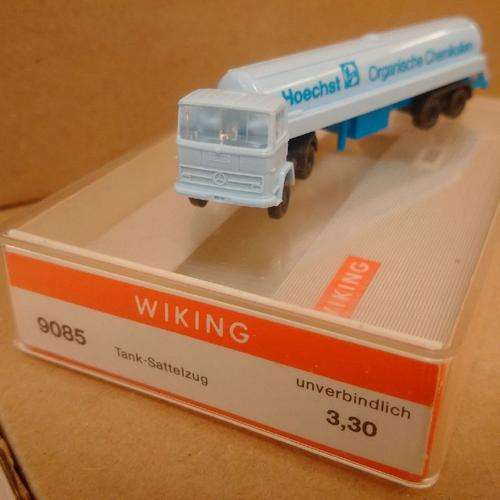 Hoechst Organische Chemikalien
WIKING
WIKING
9085
Tank-Sattelzug
unverbindlich
3,30